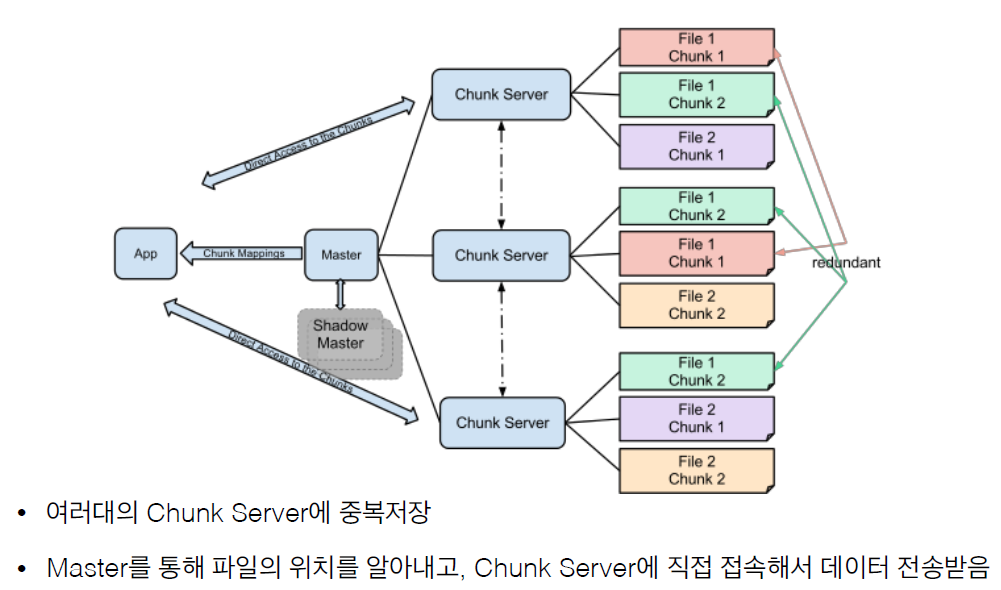 File 1
Chunk 1
File 1
Chunk 2
File 2
Chunk 1
Chunk Server
Direct Access to the Chunks
File 1
Chunk 2
File 1
Chunk 1
File 2
Chunk 2
App
Chunk Mappings
Master
Chunk Server
redundant
Shadow
Master
Direct Access to the Chunks
File 1
Chunk 2
File 2
Chunk 1
File 2
Chunk 2
Chunk Server
• 여러대의 Chunk Server에 중복저장
• Master를 통해 파일의 위치를 알아내고, Chunk Server에 직접 접속해서 데이터 전송받음